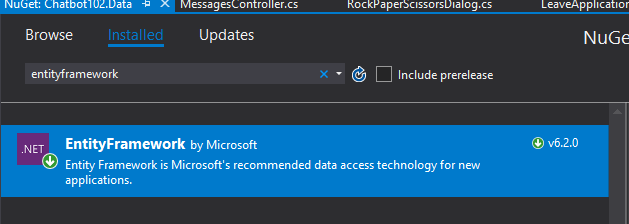 NuGet: Chatbot102.Data
MessagesController.cs
RockPaperScissorsDialog.cs
LeaveApplication
Browse
Installed
Updates
NuGe
entityframework
Include prerelease
.NET
EntityFramework by Microsoft
v6.2.0
Entity Framework is Microsoft's recommended data access technology for new
applications.